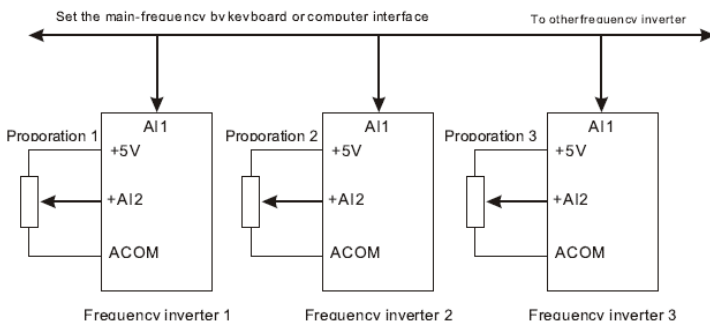 Set the main-frequency by keyboard or computer interface
To other frequency inverter
AI1
AI1
AI1
Proporation 1
+5V
Proporation 2
+5V
Proporation 3
+5V
+AI2
+AI2
+AI2
ACOM
ACOM
ACOM
Frequency inverter 1
Frequency inverter 2
Frequency inverter 3